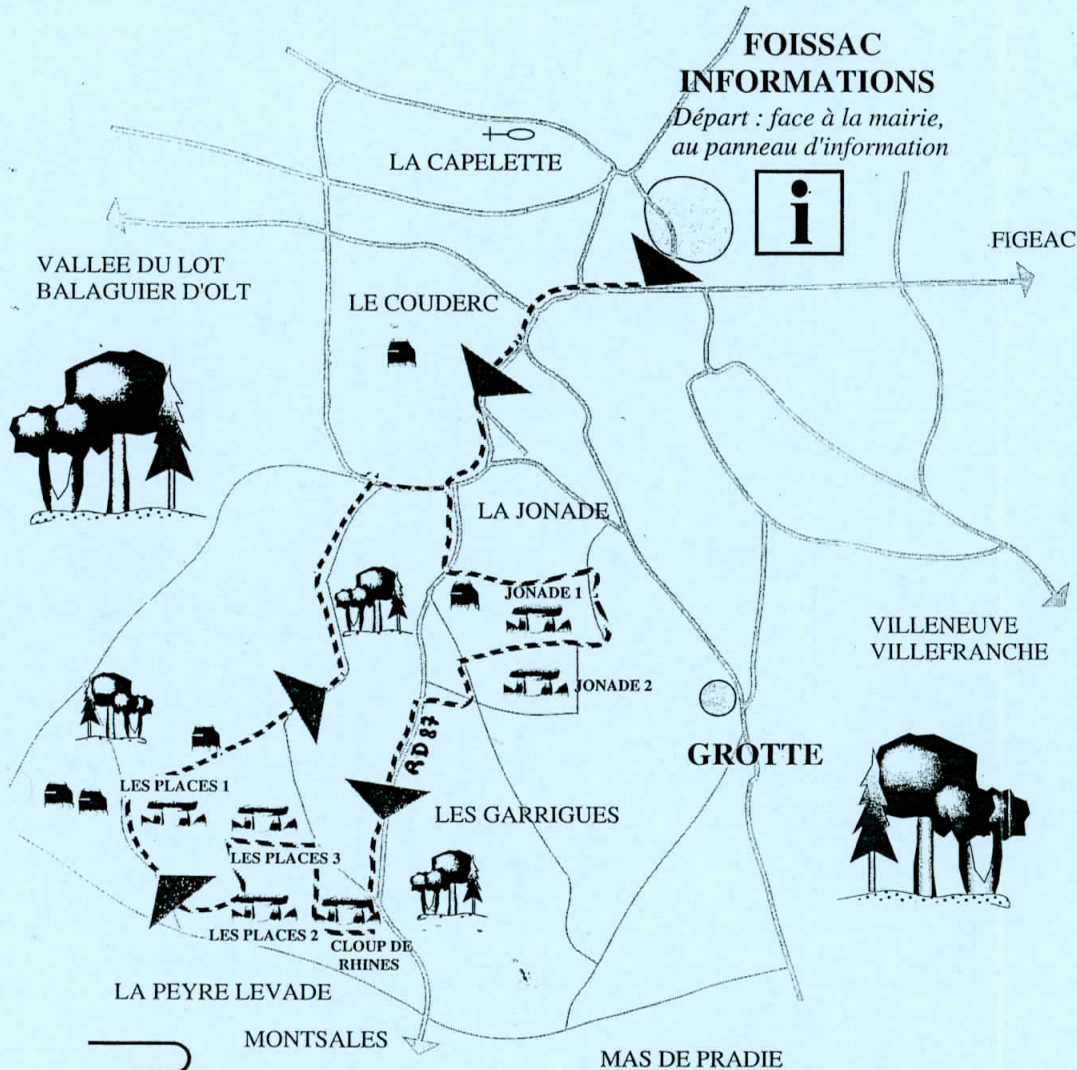 FOISSAC
INFORMATIONS
Départ : face à la mairie,
au panneau d'information
LA CAPELETTE
i
FIGEAC
VALLEE DU LOT
BALAGUIER D'OLT
LE COUDERC
LA JONADE
JONADE 1
VILLENEUVE
VILLEFRANCHE
JONADE 2
RD87
GROTTE
LES PLACES 1
LES GARRIGUES
LES PLACES 3
LES PLACES 2
CLOUP DE
RHINES
LA PEYRE LEVADE
MONTSALES
MAS DE PRADIE